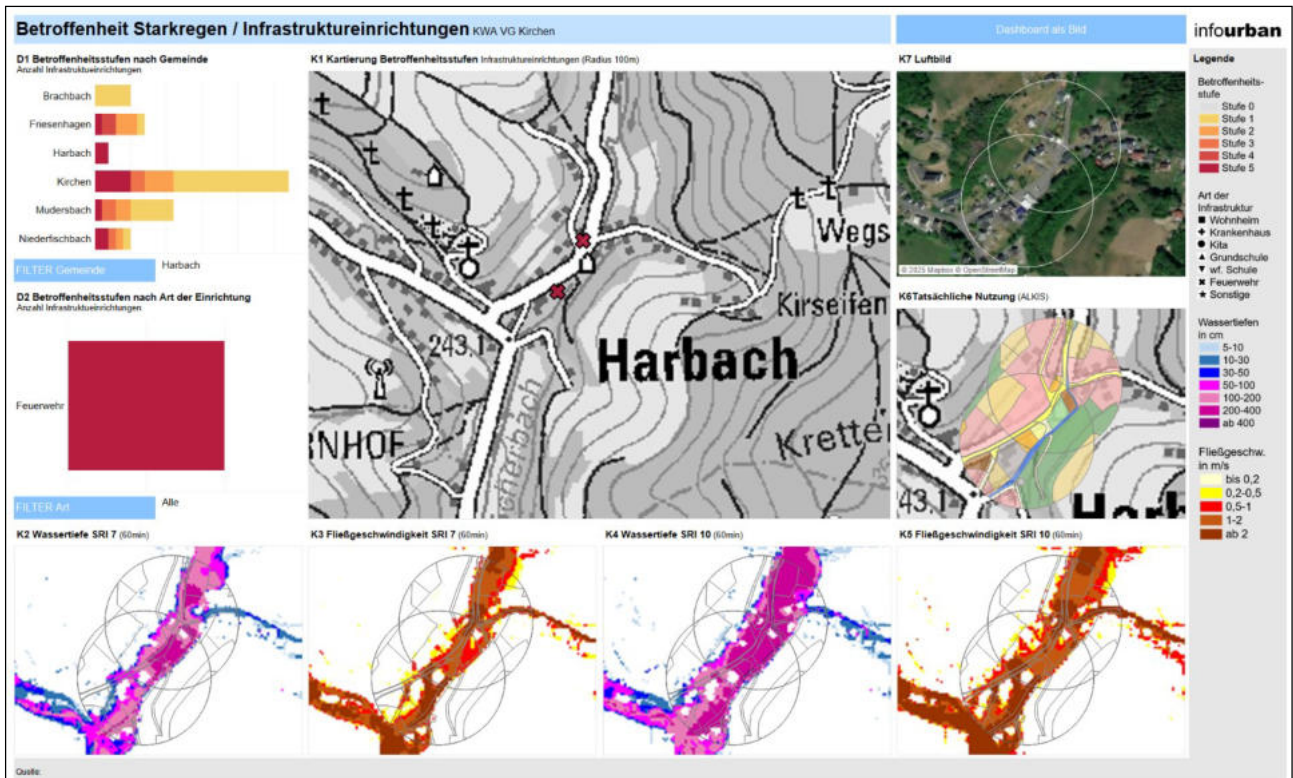 Betroffenheit Starkregen / Infrastruktureinrichtungen KWA VG Kirchen
Dashboard als Bild
infourban
D1 Betroffenheitsstufen nach Gemeinde
Anzahl Infrastruktueinrichtungen
Brachbach
Friesenhagen
Harbach
Kirchen
Mudersbach
Niederfischbach
FILTER Gemeinde
Harbach
D2 Betroffenheitsstufen nach Art der Einrichtung
Anzahl Infrastruktueinrichtungen
Feuerwehr
FILTER Art
Alle
K1 Kartierung Betroffenheitsstufen Infrastruktureinrichtungen (Radius 100m)
Wegs
Kirseifen
243.1
Harbach
RNHOF
cherbach
Kretter
K7 Luftbild
© 2025 Mapbox © OpenStreetMap
K6Tatsächliche Nutzung (ALKIS)
43.1
Harb
Legende
Betroffenheits-
stufe
Stufe 0
Stufe 1
Stufe 2
Stufe 3
Stufe 4
Stufe 5
Art der
Infrastruktur
Wohnheim
Krankenhaus
Kita
Grundschule
wf. Schule
Feuerwehr
Sonstige
Wassertiefen
in cm
5-10
10-30
30-50
50-100
100-200
200-400
ab 400
Fließgeschw.
in m/s
bis 0,2
0,2-0,5
0,5-1
1-2
ab 2
K2 Wassertiefe SRI 7 (60min)
K3 Fließgeschwindigkeit SRI 7 (60min)
K4 Wassertiefe SRI 10 (60min)
K5 Fließgeschwindigkeit SRI 10 (60min)
Quelle: